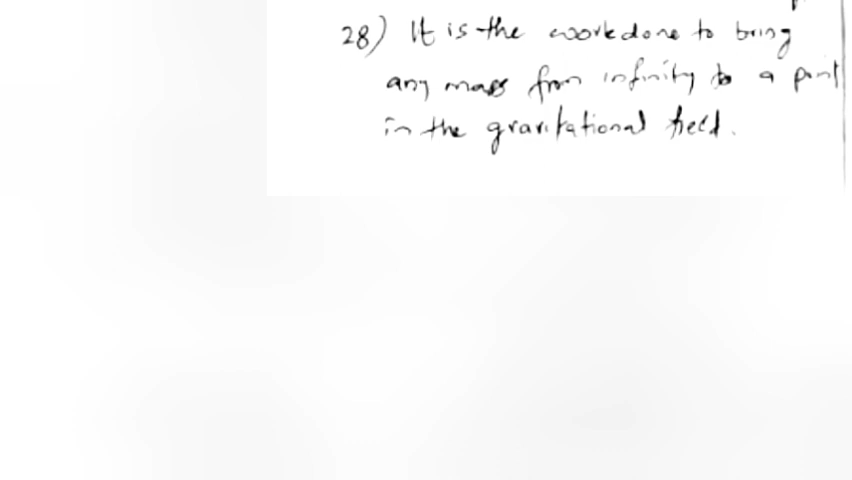 28) It is the workdone to bring
any mass from infinity to a point
in the gravitational field.